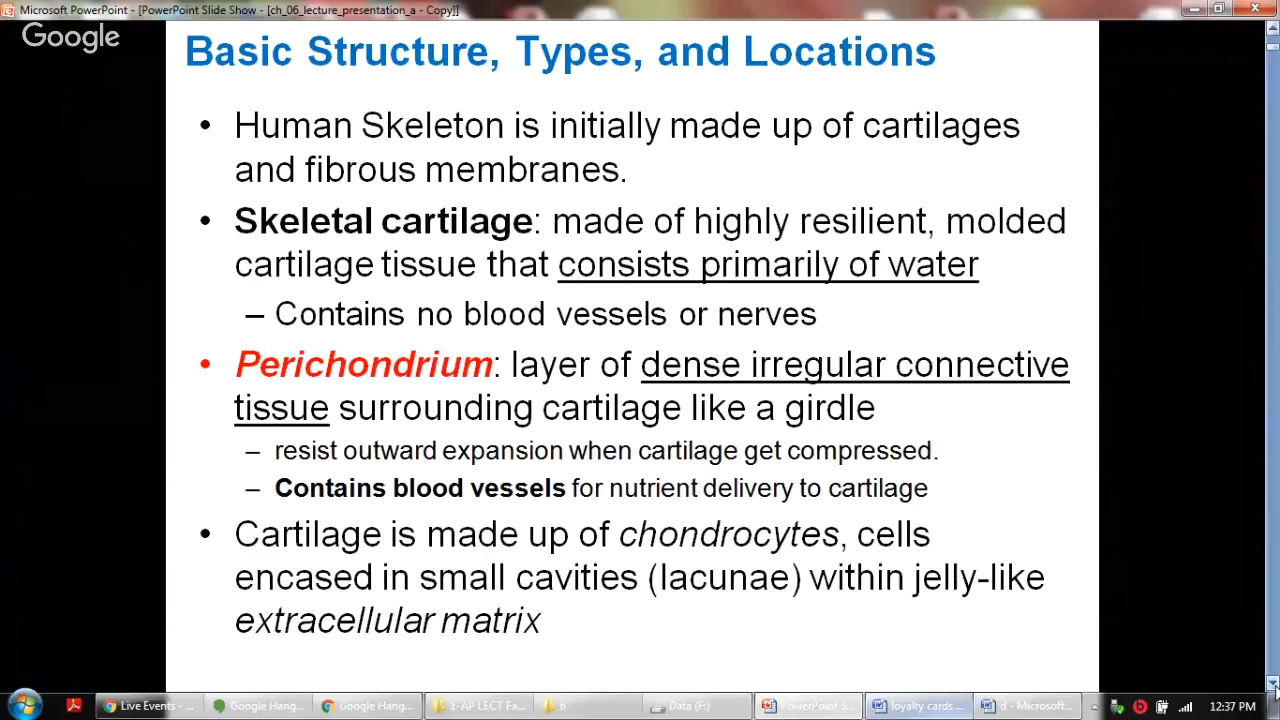 Microsoft PowerPoint - [PowerPoint Slide Show - [ch_06_lecture_presentation_a - Copy]]
Google
Basic Structure, Types, and Locations
• Human Skeleton is initially made up of cartilages
and fibrous membranes.
• Skeletal cartilage: made of highly resilient, molded
cartilage tissue that consists primarily of water
– Contains no blood vessels or nerves
• Perichondrium: layer of dense irregular connective
tissue surrounding cartilage like a girdle
– resist outward expansion when cartilage get compressed.
– Contains blood vessels for nutrient delivery to cartilage
• Cartilage is made up of chondrocytes, cells
encased in small cavities (lacunae) within jelly-like
extracellular matrix
Live Events - ... Google Hang... Google Hang... 1-AP LECT Fa... Data (F:) PowerPoint loyalty cards ... d - Microsoft... 12:37 PM